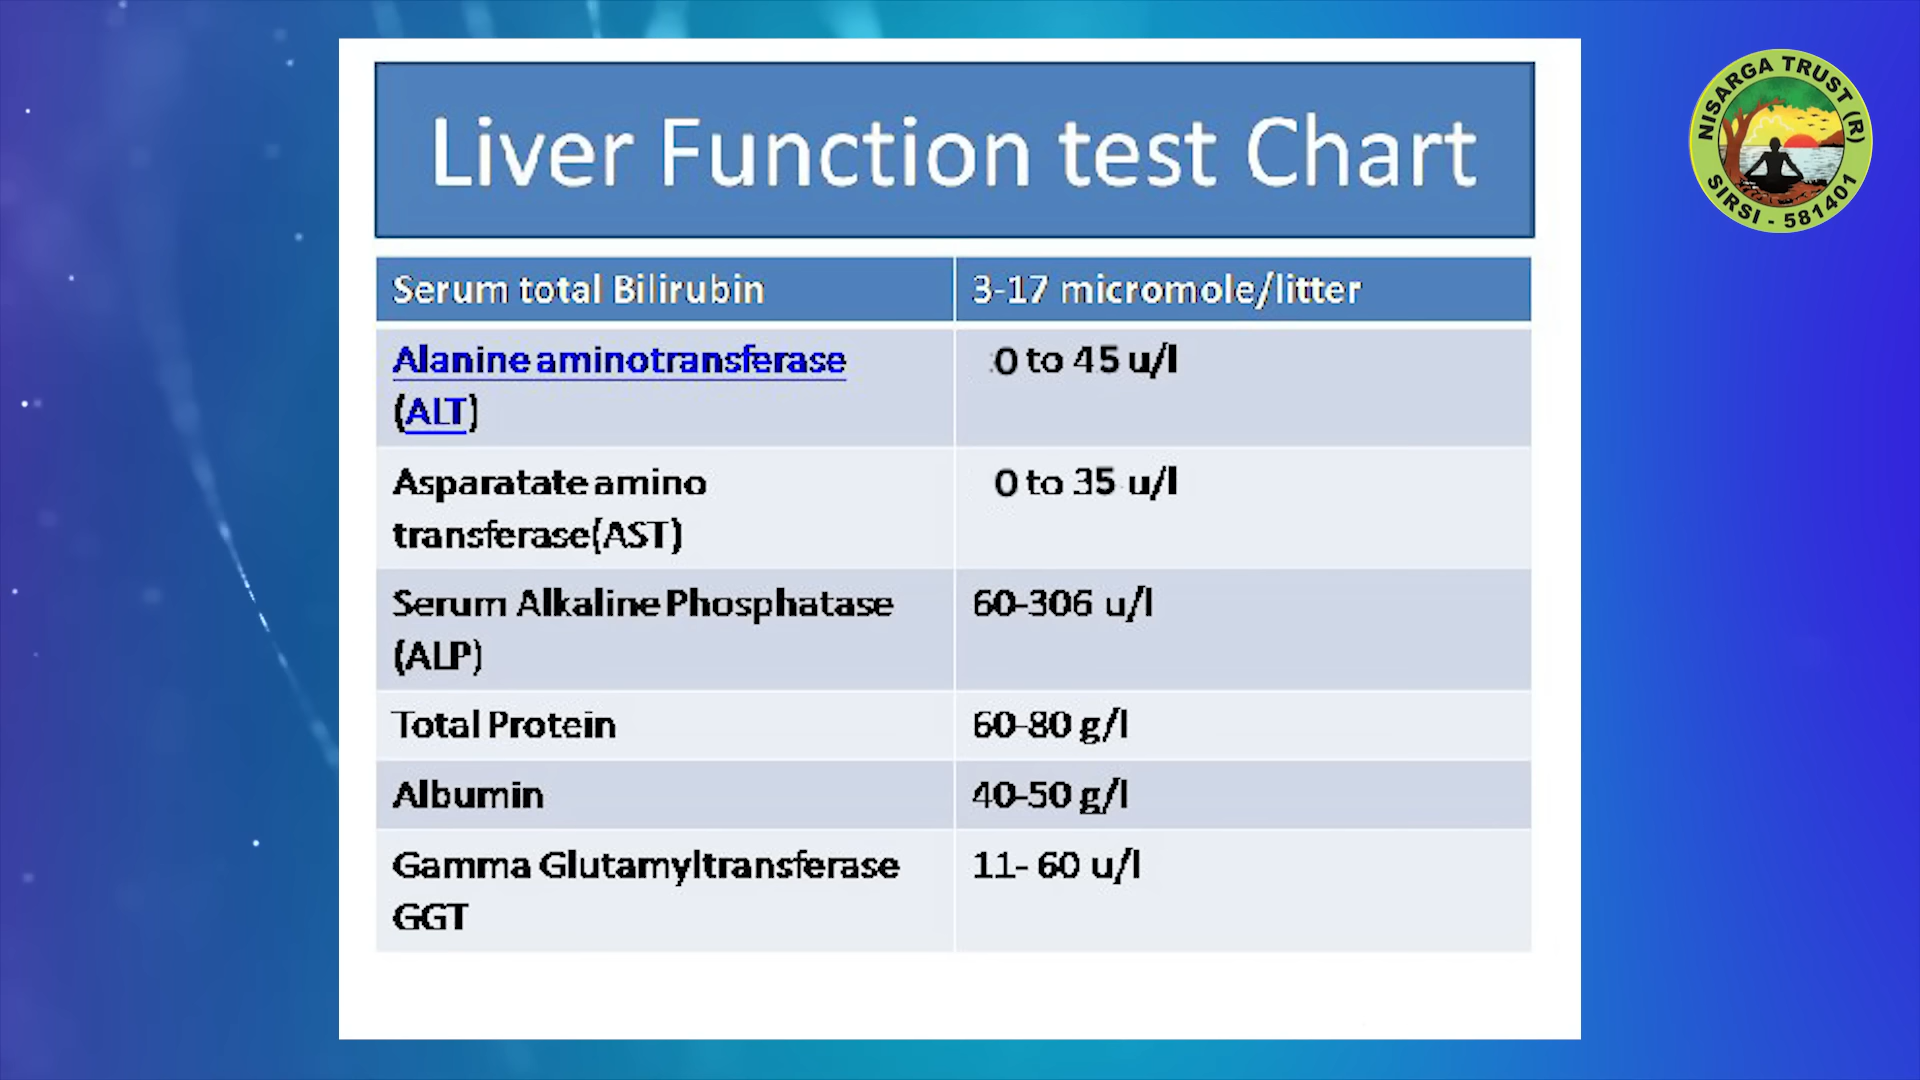 Liver Function test Chart
Serum total Bilirubin 3-17 micromole/litter
Alanine aminotransferase 0 to 45 u/l
(ALT)
Asparatate amino 0 to 35 u/l
transferase(AST)
Serum Alkaline Phosphatase 60-306 u/l
(ALP)
Total Protein 60-80 g/l
Albumin 40-50 g/l
Gamma Glutamyltransferase 11- 60 u/l
GGT
NISARGA TRUST (R)
SIRSI - 581401